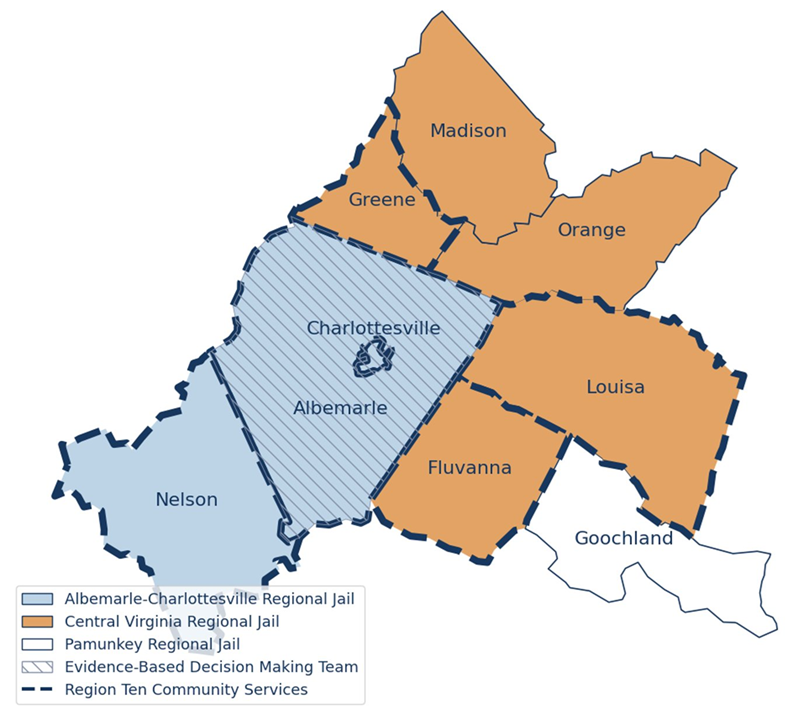 Madison
Greene
Orange
Charlottesville
Louisa
Albemarle
Fluvanna
Nelson
Goochland
Albemarle-Charlottesville Regional Jail
Central Virginia Regional Jail
Pamunkey Regional Jail
Evidence-Based Decision Making Team
Region Ten Community Services